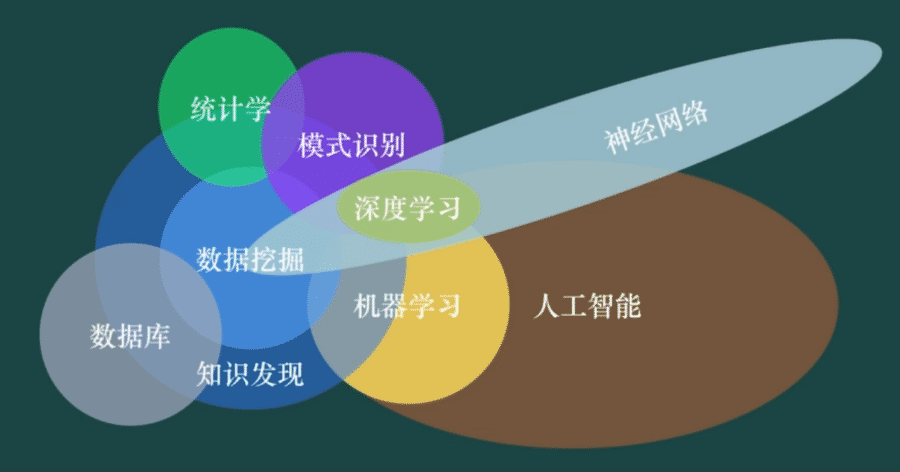 统计学
模式识别
神经网络
深度学习
数据挖掘
机器学习
人工智能
数据库
知识发现